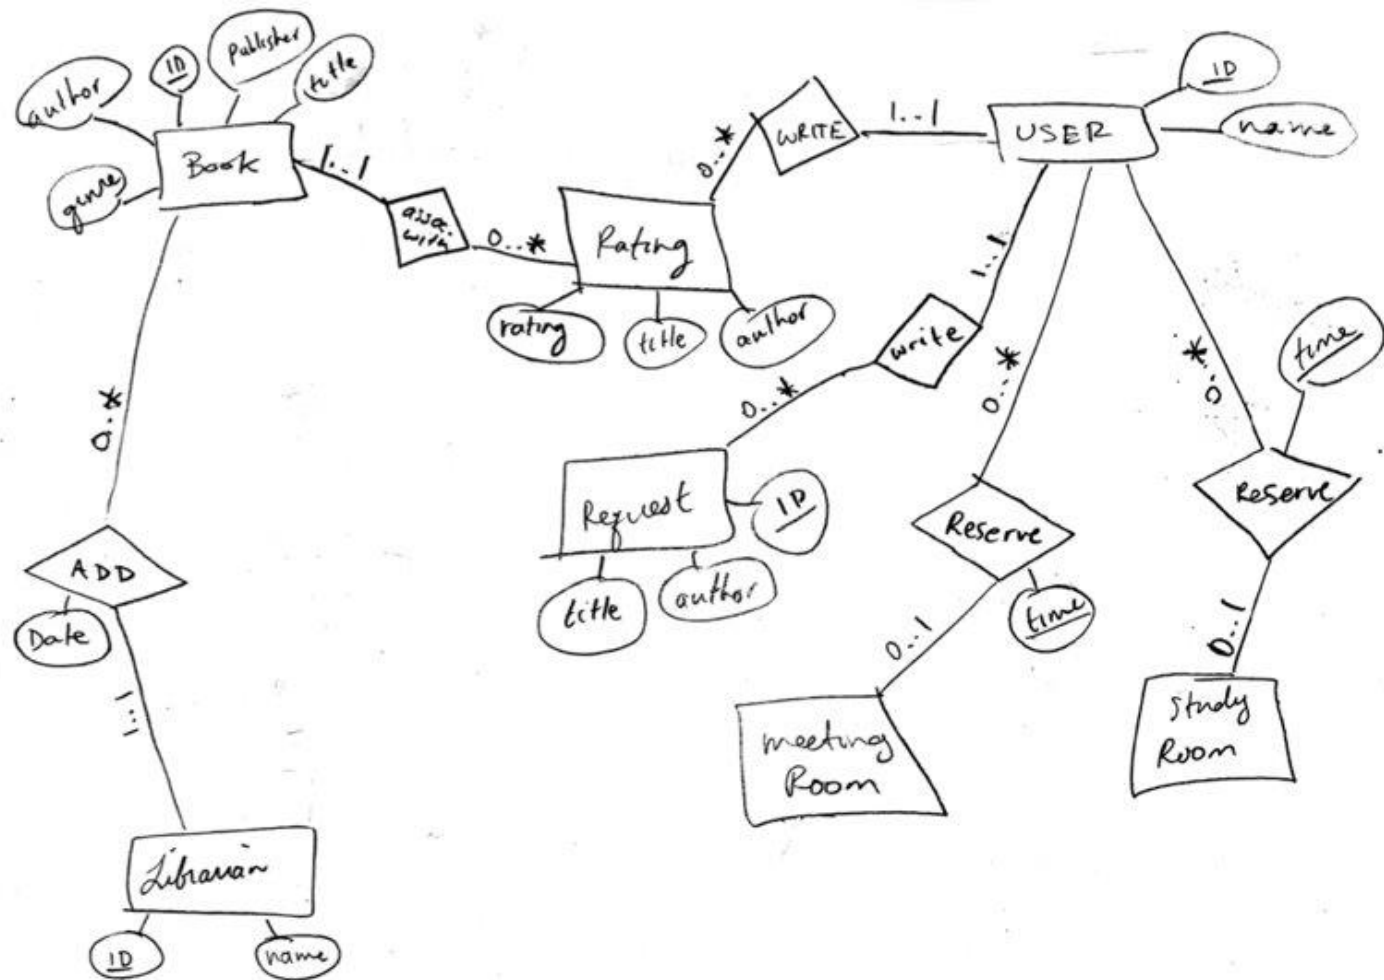 author
ID
Publisher
title
genre
Book
1..1
asso.
with
0..*
Rating
rating
title
author
0..*
WRITE
1..1
USER
ID
name
1..1
write
0..*
Request
ID
title
author
0..*
Reserve
time
0..1
meeting
Room
*..0
Reserve
time
0..1
Study
Room
0..*
ADD
Date
1..1
Librarian
ID
name